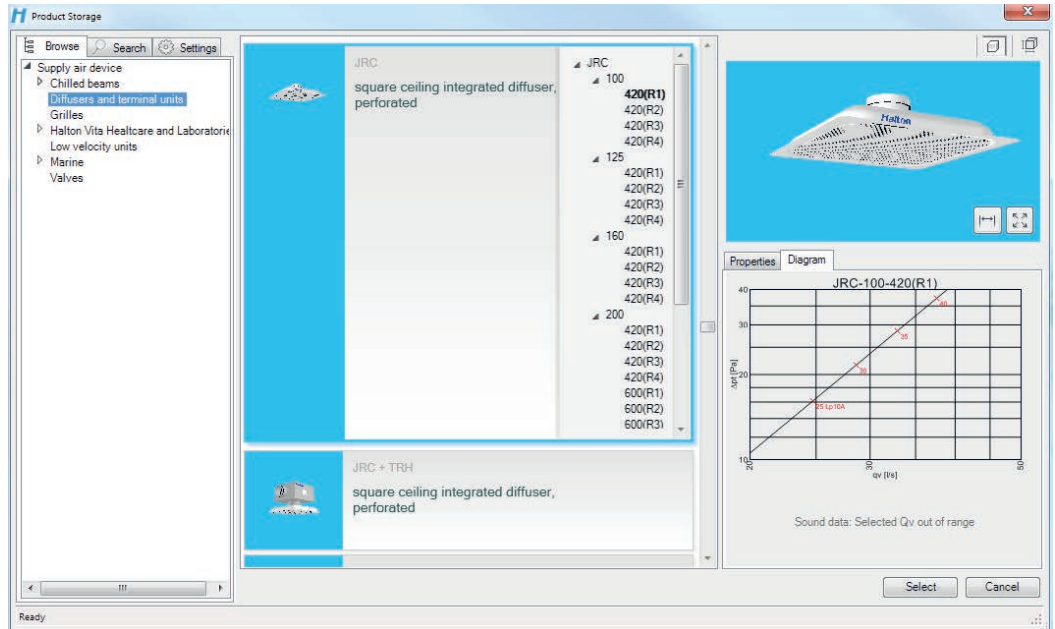 Product Storage
Browse
Search
Settings
Supply air device
Chilled beams
Diffusers and terminal units
Grilles
Halton Vita Healtcare and Laboratorie
Low velocity units
Marine
Valves
JRC
square ceiling integrated diffuser,
perforated
JRC
100
420(R1)
420(R2)
420(R3)
420(R4)
125
420(R1)
420(R2)
420(R3)
420(R4)
160
420(R1)
420(R2)
420(R3)
420(R4)
200
420(R1)
420(R2)
420(R3)
420(R4)
600(R1)
600(R2)
600(R3)
JRC + TRH
square ceiling integrated diffuser,
perforated
Halton
Properties
Diagram
JRC-100-420(R1)
40
30
20
10
Δpt [Pa]
40
35
30
25 Lp10A
20
30
50
qv [l/s]
Sound data: Selected Qv out of range
Select
Cancel
Ready